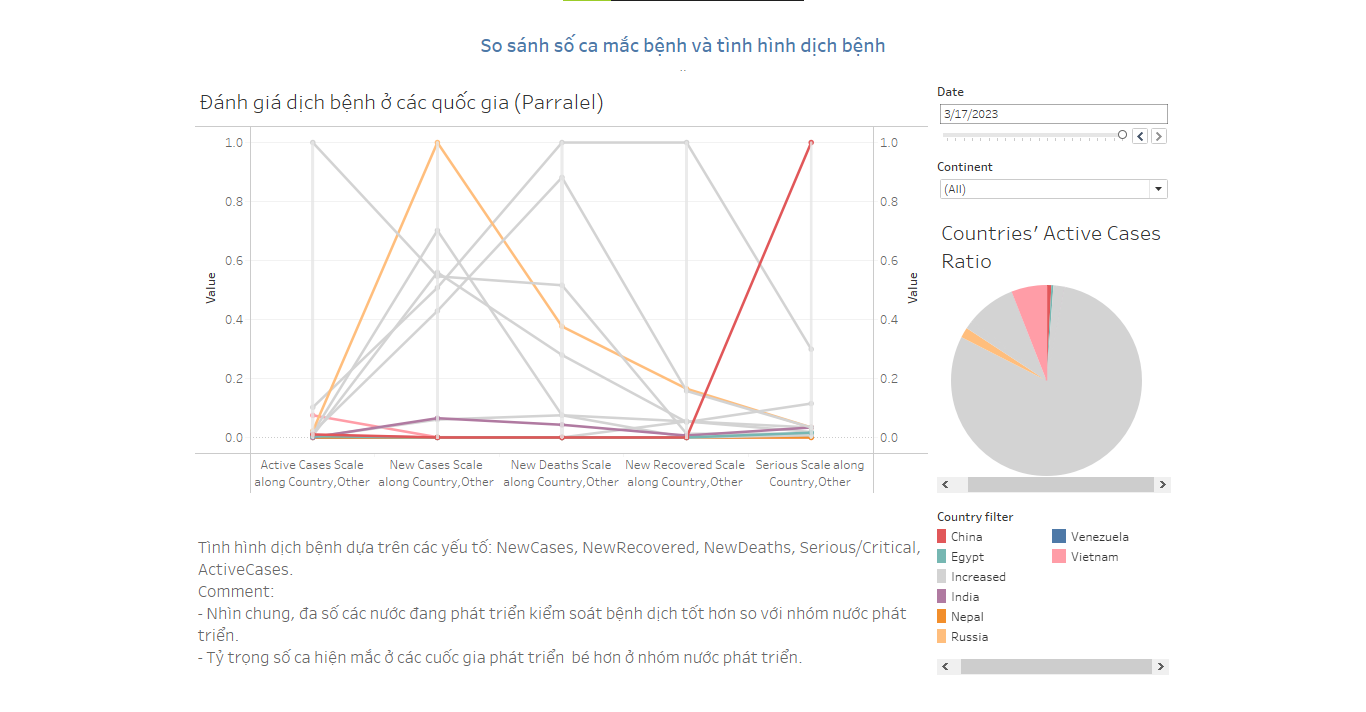 So sánh số ca mắc bệnh và tình hình dịch bệnh
Đánh giá dịch bệnh ở các quốc gia (Parralel)
1.0
0.8
0.6
0.4
0.2
0.0
Value
1.0
0.8
0.6
0.4
0.2
0.0
Value
Active Cases Scale
along Country,Other
New Cases Scale
along Country,Other
New Deaths Scale
along Country,Other
New Recovered Scale
along Country,Other
Serious Scale along
Country,Other
Date
3/17/2023
Continent
(All)
Countries' Active Cases
Ratio
Country filter
China
Egypt
Increased
India
Nepal
Russia
Venezuela
Vietnam
Tình hình dịch bệnh dựa trên các yếu tố: NewCases, NewRecovered, NewDeaths, Serious/Critical,
ActiveCases.
Comment:
- Nhìn chung, đa số các nước đang phát triển kiểm soát bệnh dịch tốt hơn so với nhóm nước phát
triển.
- Tỷ trọng số ca hiện mắc ở các cuốc gia phát triển  bé hơn ở nhóm nước phát triển.